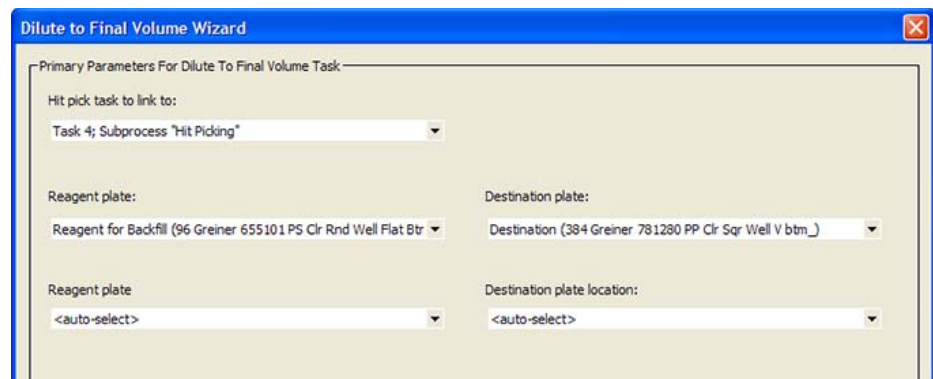 Dilute to Final Volume Wizard
Primary Parameters For Dilute To Final Volume Task
Hit pick task to link to:
Task 4; Subprocess "Hit Picking"
Reagent plate:
Destination plate:
Reagent for Backfill (96 Greiner 655101 PS Clr Rnd Well Flat Btr
Destination (384 Greiner 781280 PP Clr Sqr Well V btm_)
Reagent plate
Destination plate location:
<auto-select>
<auto-select>